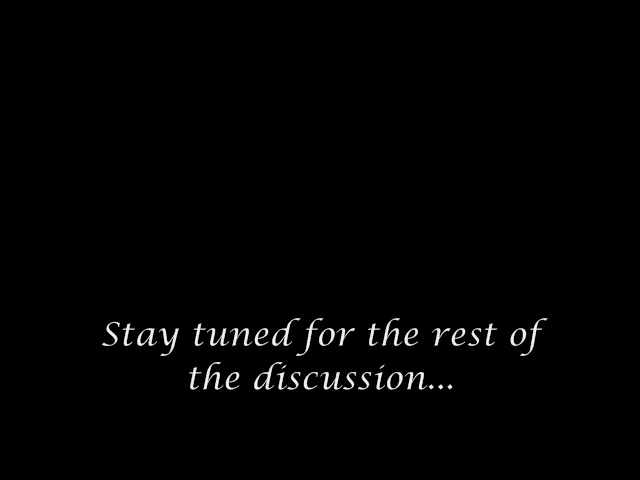 Stay tuned for the rest of
the discussion...